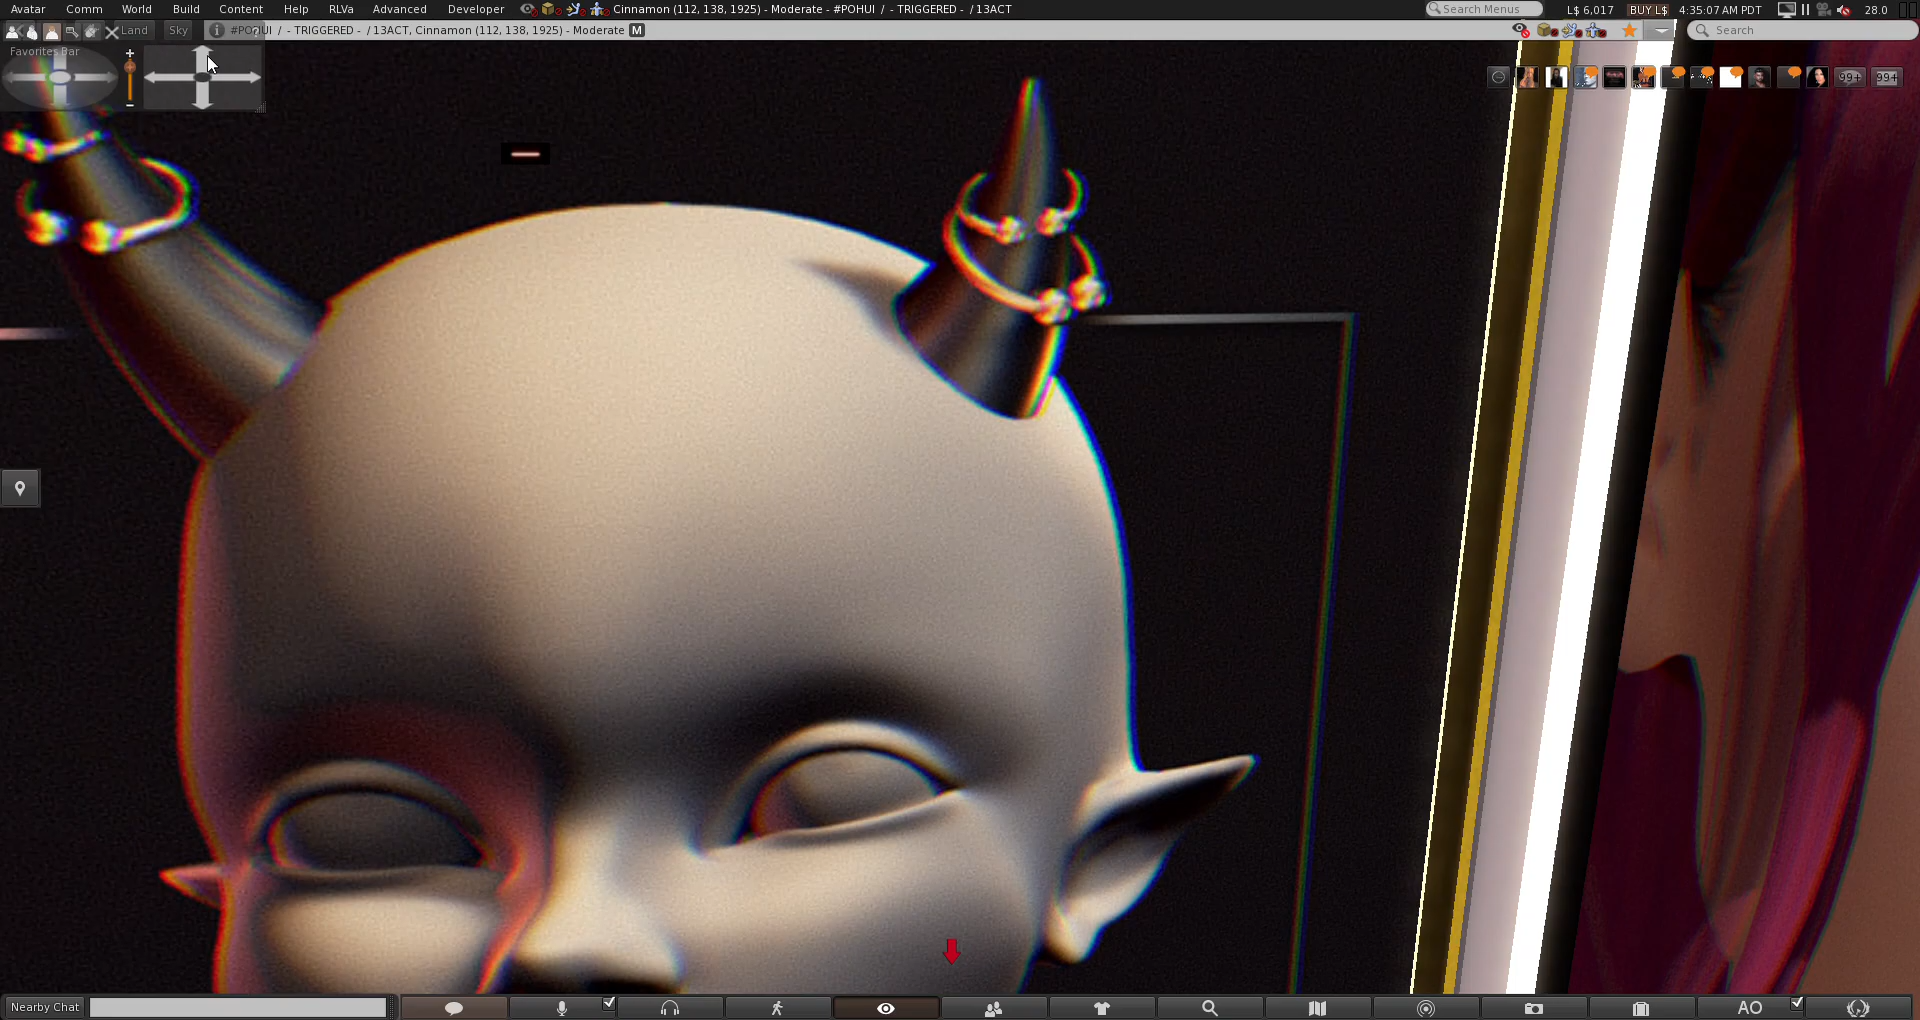 Avatar Comm World Build Content Help RLVa Advanced Developer Cinnamon (112, 138, 1925) - Moderate - #POHUI / - TRIGGERED - / 13ACT Search Menus L$ 6,017 BUY L$ 4:35:07 AM PDT 28.0
Land Sky #POHUI / - TRIGGERED - / 13ACT, Cinnamon (112, 138, 1925) - Moderate M Search
Favorites Bar
99+ 99+
Nearby Chat AO